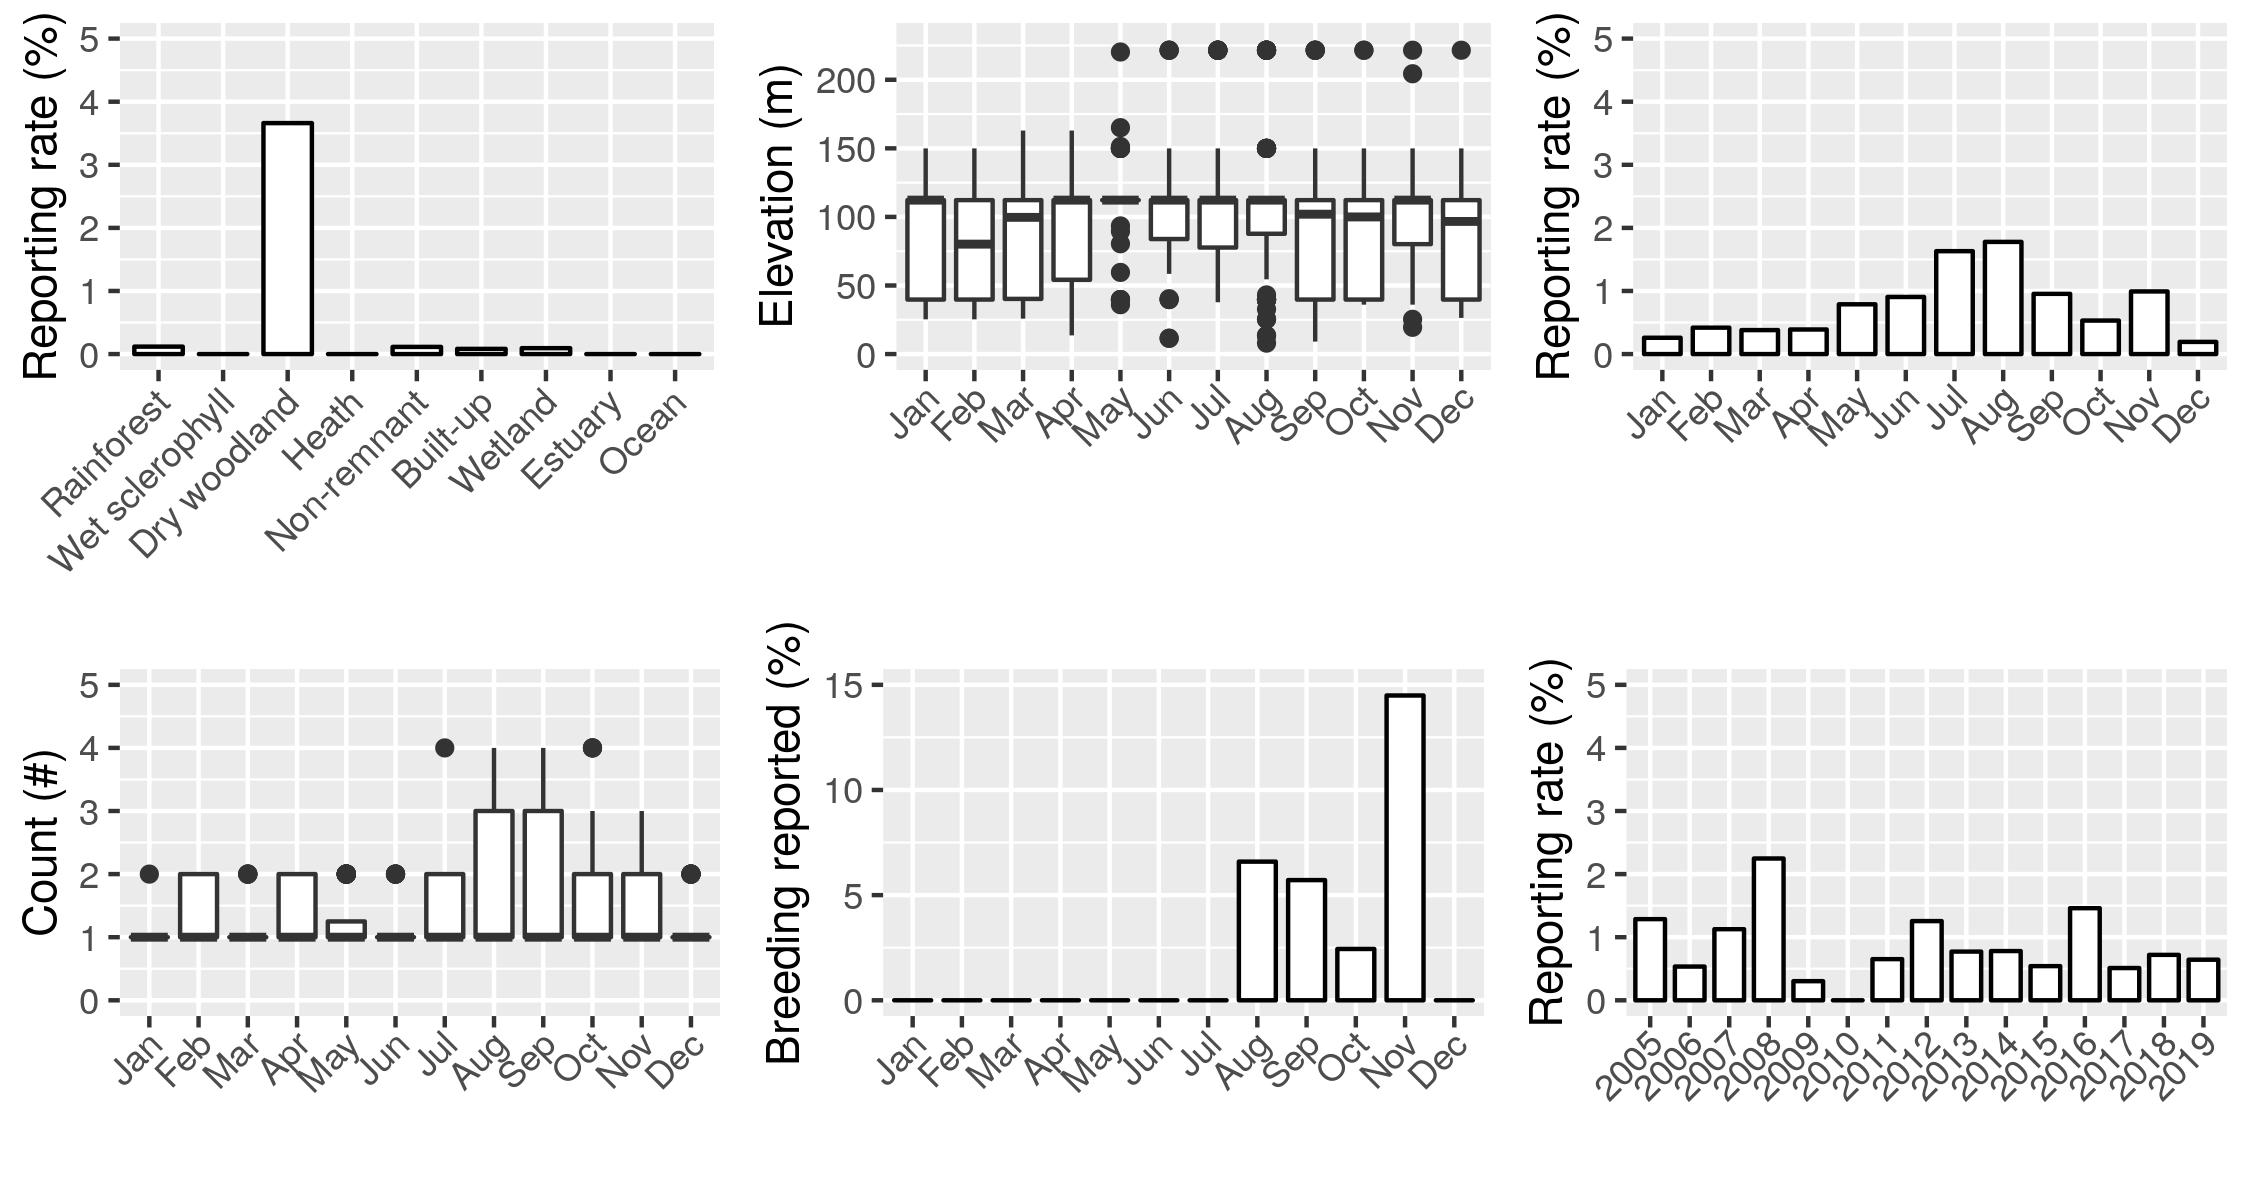 Reporting rate (%)
5
4
3
2
1
0
Rainforest
Wet sclerophyll
Dry woodland
Heath
Non-remnant
Built-up
Wetland
Estuary
Ocean
Elevation (m)
200
150
100
50
0
Jan
Feb
Mar
Apr
May
Jun
Jul
Aug
Sep
Oct
Nov
Dec
Reporting rate (%)
5
4
3
2
1
0
Jan
Feb
Mar
Apr
May
Jun
Jul
Aug
Sep
Oct
Nov
Dec
Count (#)
5
4
3
2
1
0
Jan
Feb
Mar
Apr
May
Jun
Jul
Aug
Sep
Oct
Nov
Dec
Breeding reported (%)
15
10
5
0
Jan
Feb
Mar
Apr
May
Jun
Jul
Aug
Sep
Oct
Nov
Dec
Reporting rate (%)
5
4
3
2
1
0
2005
2006
2007
2008
2009
2010
2011
2012
2013
2014
2015
2016
2017
2018
2019